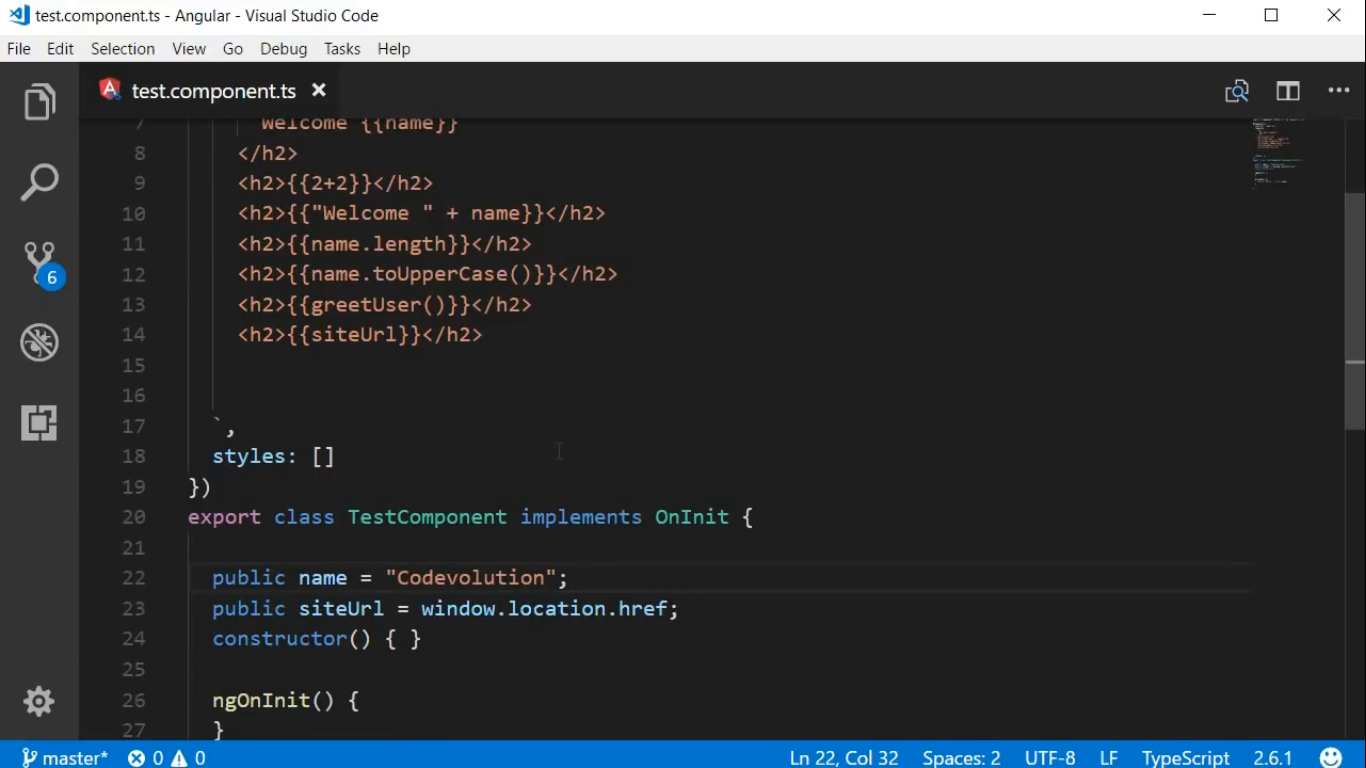 test.component.ts - Angular - Visual Studio Code
File Edit Selection View Go Debug Tasks Help
test.component.ts
7 Welcome {{name}}
8 </h2>
9 <h2>{{2+2}}</h2>
10 <h2>{{"Welcome " + name}}</h2>
11 <h2>{{name.length}}</h2>
12 <h2>{{name.toUpperCase()}}</h2>
13 <h2>{{greetUser()}}</h2>
14 <h2>{{siteUrl}}</h2>
15
16
17 `,
18 styles: []
19 })
20 export class TestComponent implements OnInit {
21
22 public name = "Codevolution";
23 public siteUrl = window.location.href;
24 constructor() { }
25
26 ngOnInit() {
27 }
6
master* 0 0 Ln 22, Col 32 Spaces: 2 UTF-8 LF TypeScript 2.6.1